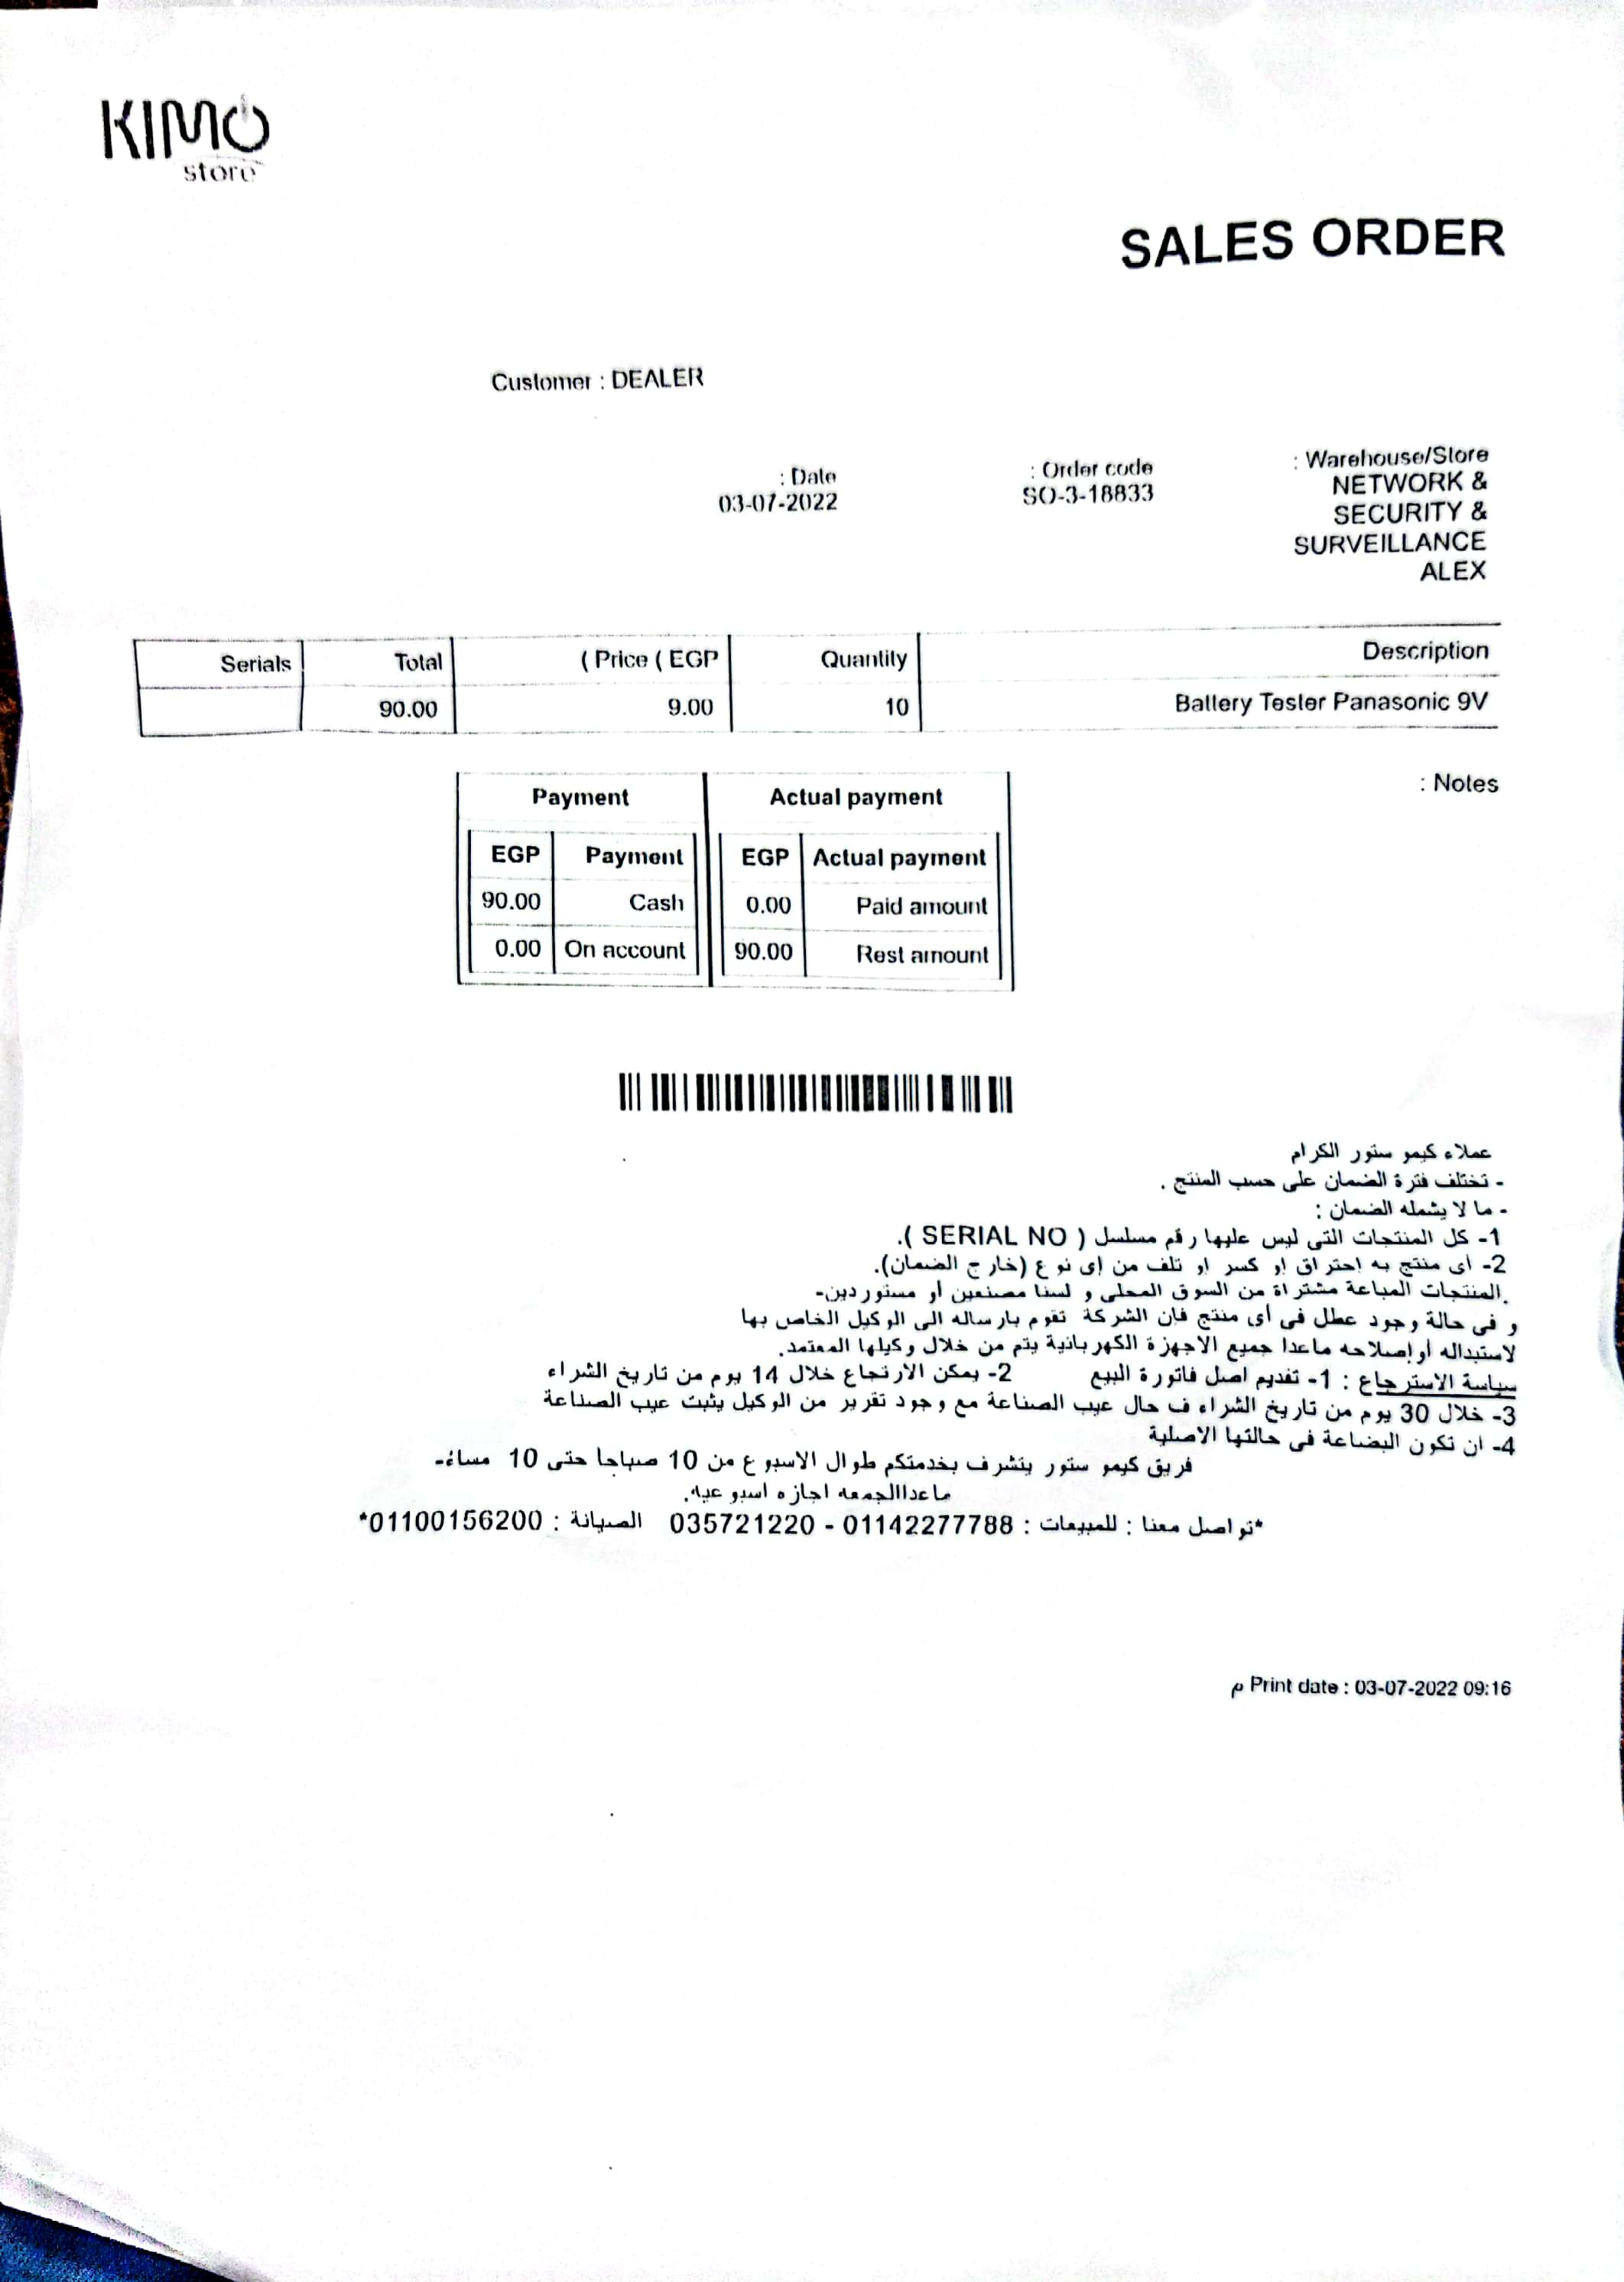 KIMO
store
SALES ORDER
Customer : DEALER
: Warehouse/Store
NETWORK &
SECURITY &
SURVEILLANCE
ALEX
: Order code
SO-3-18833
: Date
03-07-2022
Serials Total ( Price ( EGP Quantity Description
90.00 9.00 10 Battery Tester Panasonic 9V
: Notes
Payment Actual payment
EGP Payment EGP Actual payment
90.00 Cash 0.00 Paid amount
0.00 On account 90.00 Rest amount
عملاء كيمو ستور الكرام
- تختلف فترة الضمان على حسب المنتج .
- ما لا يشمله الضمان :
1- كل المنتجات التى ليس عليها رقم مسلسل ( SERIAL NO ).
2- اى منتج به احتراق او كسر او تلف من اى نوع (خارج الضمان).
.المنتجات المباعة مشتراة من السوق المحلى و لسنا مصنعين أو مستوردين-
و فى حالة وجود عطل فى أى منتج فان الشركة تقوم بارساله الى الوكيل الخاص بها
لاستبداله أو إصلاحه ماعدا جميع الاجهزة الكهربائية يتم من خلال وكيلها المعتمد.
سياسة الاسترجاع : 1- تقديم اصل فاتورة البيع 2- يمكن الارتجاع خلال 14 يوم من تاريخ الشراء
3- خلال 30 يوم من تاريخ الشراء ف حال عيب الصناعة مع وجود تقرير من الوكيل يثبت عيب الصناعة
4- ان تكون البضاعة فى حالتها الاصلية
فريق كيمو ستور يتشرف بخدمتكم طوال الاسبوع من 10 صباحا حتى 10 مساءً-
ماعداالجمعه اجازه اسبوعيه.
*تواصل معنا : للمبيعات : 01142277788 - 035721220 الصيانة : 01100156200*
م Print date : 03-07-2022 09:16